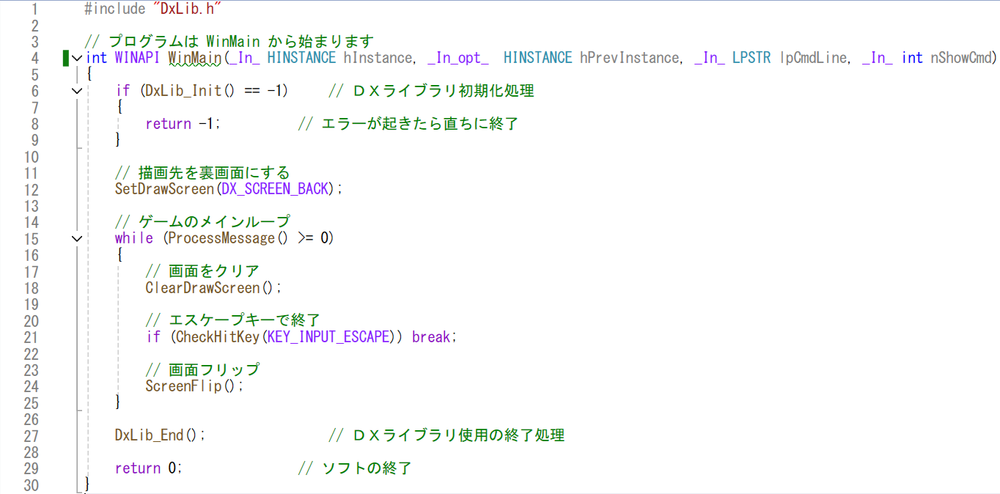 1 #include "DxLib.h"
2
3 // プログラムは WinMain から始まります
4 int WINAPI WinMain(_In_ HINSTANCE hInstance, _In_opt_  HINSTANCE hPrevInstance, _In_ LPSTR lpCmdLine, _In_ int nShowCmd)
5 {
6     if (DxLib_Init() == -1)     // ＤＸライブラリ初期化処理
7     {
8         return -1;          // エラーが起きたら直ちに終了
9     }
10
11     // 描画先を裏画面にする
12     SetDrawScreen(DX_SCREEN_BACK);
13
14     // ゲームのメインループ
15     while (ProcessMessage() >= 0)
16     {
17         // 画面をクリア
18         ClearDrawScreen();
19
20         // エスケープキーで終了
21         if (CheckHitKey(KEY_INPUT_ESCAPE)) break;
22
23         // 画面フリップ
24         ScreenFlip();
25     }
26
27     DxLib_End();                // ＤＸライブラリ使用の終了処理
28
29     return 0;               // ソフトの終了
30 }